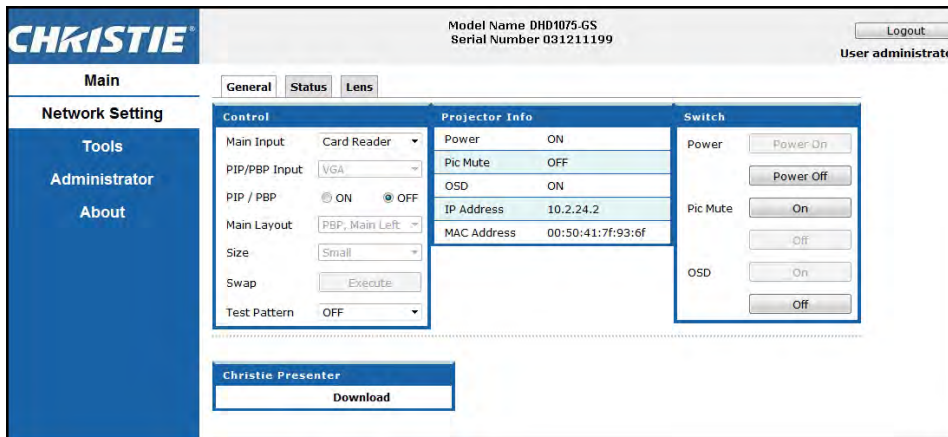 CHRISTIE®
Model Name DHD1075-GS
Serial Number 031211199
Logout
User administrato
Main
Network Setting
Tools
Administrator
About
General Status Lens
Control
Main Input Card Reader
PIP/PBP Input VGA
PIP / PBP ON OFF
Main Layout PBP, Main Left
Size Small
Swap Execute
Test Pattern OFF
Projector Info
Power ON
Pic Mute OFF
OSD ON
IP Address 10.2.24.2
MAC Address 00:50:41:7f:93:6f
Switch
Power Power On
Power Off
Pic Mute On
Off
OSD On
Off
Christie Presenter
Download